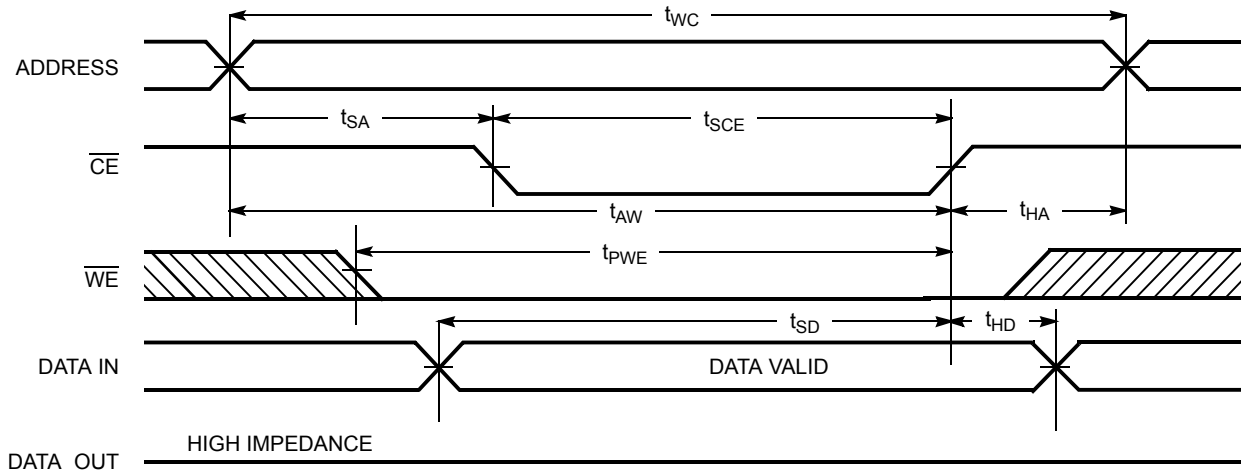 tWC
ADDRESS
tSA
tSCE
CE
tAW
tHA
tPWE
WE
tSD
tHD
DATA IN
DATA VALID
HIGH IMPEDANCE
DATA OUT